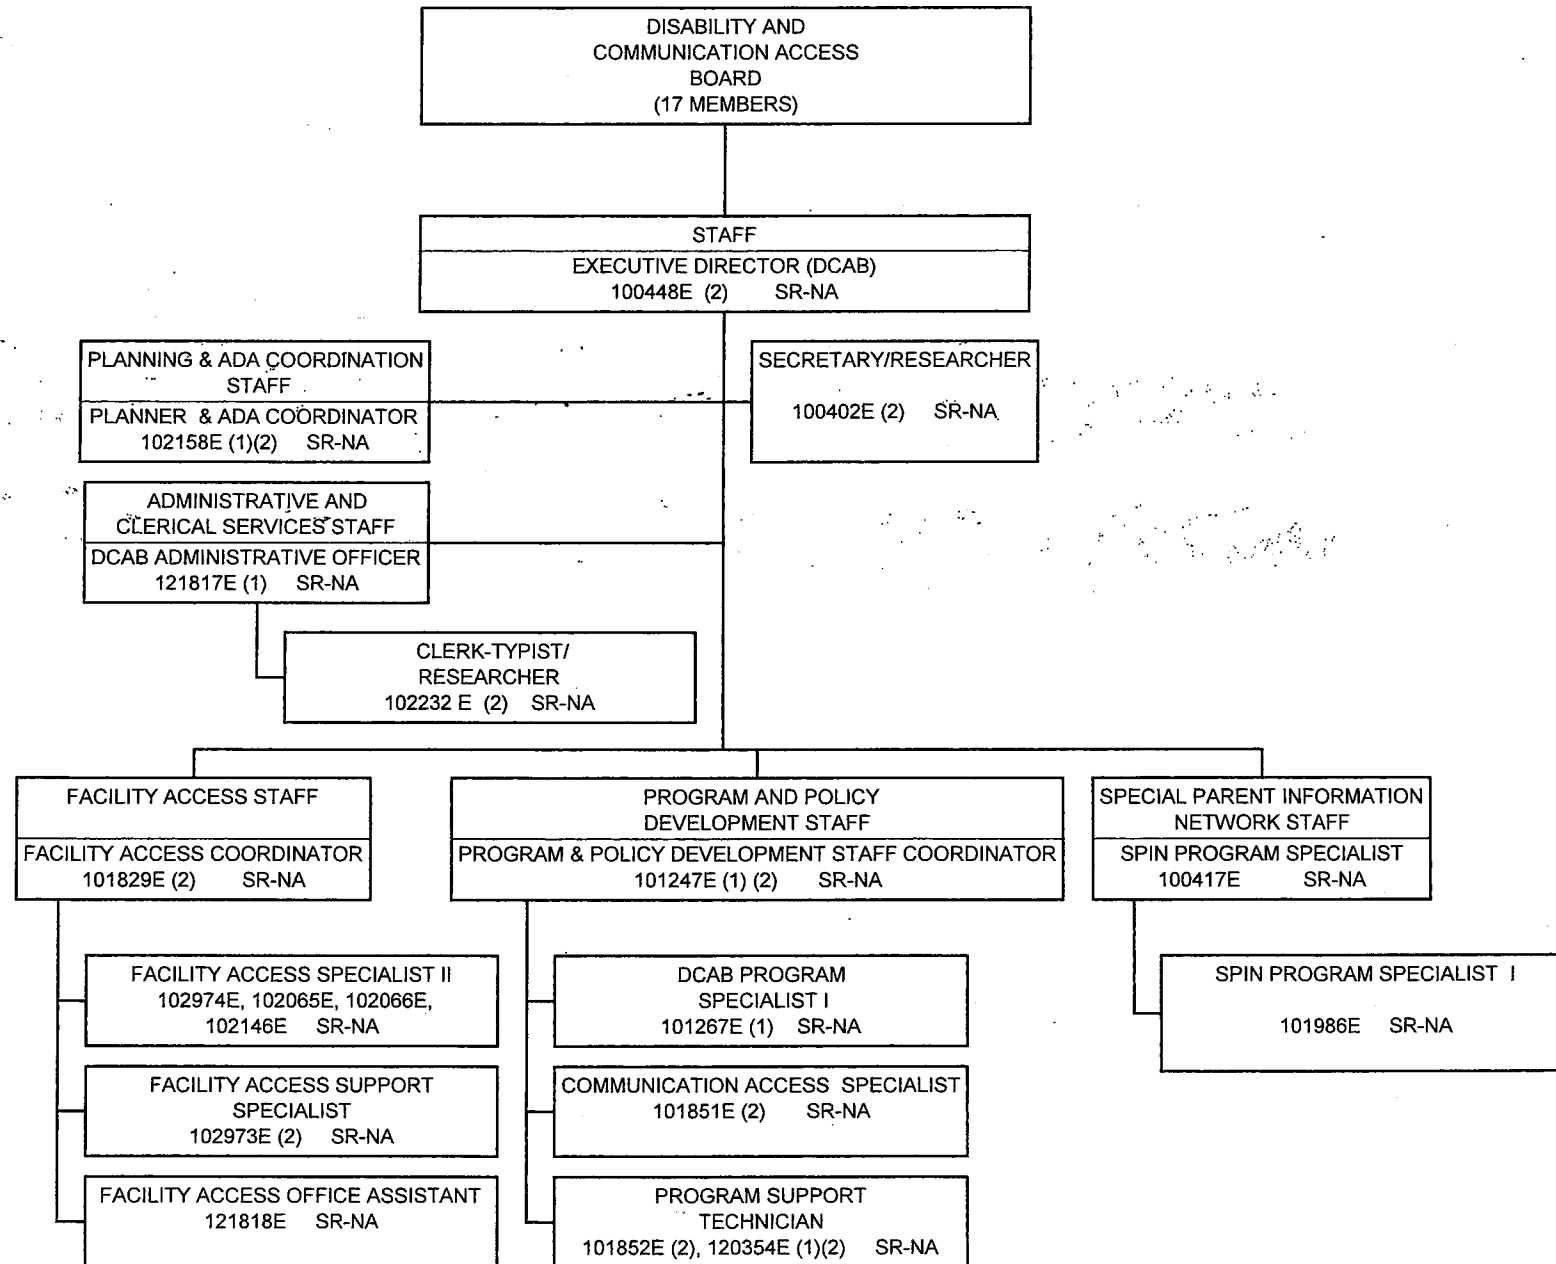 DISABILITY AND
COMMUNICATION ACCESS
BOARD
(17 MEMBERS)
STAFF
EXECUTIVE DIRECTOR (DCAB)
100448E (2) SR-NA
PLANNING & ADA COORDINATION
STAFF
PLANNER & ADA COORDINATOR
102158E (1)(2) SR-NA
SECRETARY/RESEARCHER
100402E (2) SR-NA
ADMINISTRATIVE AND
CLERICAL SERVICES STAFF
DCAB ADMINISTRATIVE OFFICER
121817E (1) SR-NA
CLERK-TYPIST/
RESEARCHER
102232 E (2) SR-NA
FACILITY ACCESS STAFF
FACILITY ACCESS COORDINATOR
101829E (2) SR-NA
FACILITY ACCESS SPECIALIST II
102974E, 102065E, 102066E,
102146E SR-NA
FACILITY ACCESS SUPPORT
SPECIALIST
102973E (2) SR-NA
FACILITY ACCESS OFFICE ASSISTANT
121818E SR-NA
PROGRAM AND POLICY
DEVELOPMENT STAFF
PROGRAM & POLICY DEVELOPMENT STAFF COORDINATOR
101247E (1) (2) SR-NA
DCAB PROGRAM
SPECIALIST I
101267E (1) SR-NA
COMMUNICATION ACCESS SPECIALIST
101851E (2) SR-NA
PROGRAM SUPPORT
TECHNICIAN
101852E (2), 120354E (1)(2) SR-NA
SPECIAL PARENT INFORMATION
NETWORK STAFF
SPIN PROGRAM SPECIALIST
100417E SR-NA
SPIN PROGRAM SPECIALIST I
101986E SR-NA